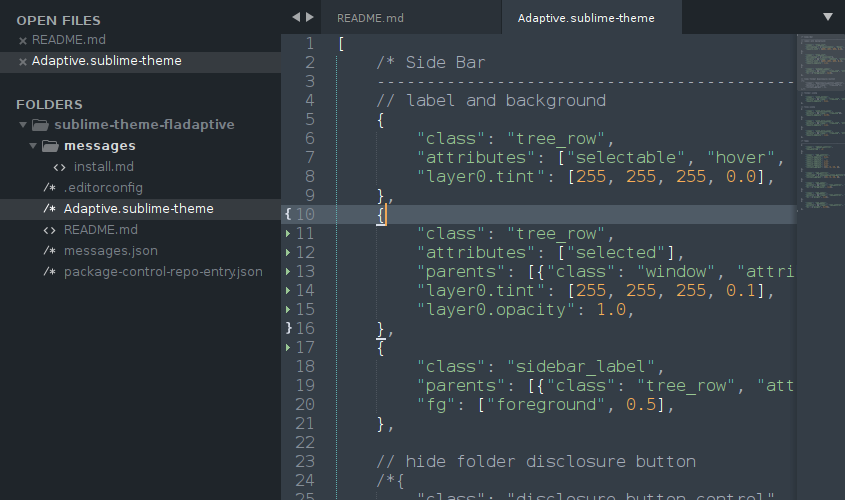 OPEN FILES
README.md
Adaptive.sublime-theme
FOLDERS
sublime-theme-fladaptive
messages
<> install.md
/* .editorconfig
/* Adaptive.sublime-theme
<> README.md
/* messages.json
/* package-control-repo-entry.json
README.md
Adaptive.sublime-theme
1 [
2 /* Side Bar
3 ------------------------------------------
4 // label and background
5 {
6 "class": "tree_row",
7 "attributes": ["selectable", "hover",
8 "layer0.tint": [255, 255, 255, 0.0],
9 },
{ 10 {
11 "class": "tree_row",
12 "attributes": ["selected"],
13 "parents": [{"class": "window", "attri
14 "layer0.tint": [255, 255, 255, 0.1],
15 "layer0.opacity": 1.0,
} 16 },
17 {
18 "class": "sidebar_label",
19 "parents": [{"class": "tree_row", "att
20 "fg": ["foreground", 0.5],
21 },
22
23 // hide folder disclosure button
24 /*{
25 "class": "disclosure_button_control",